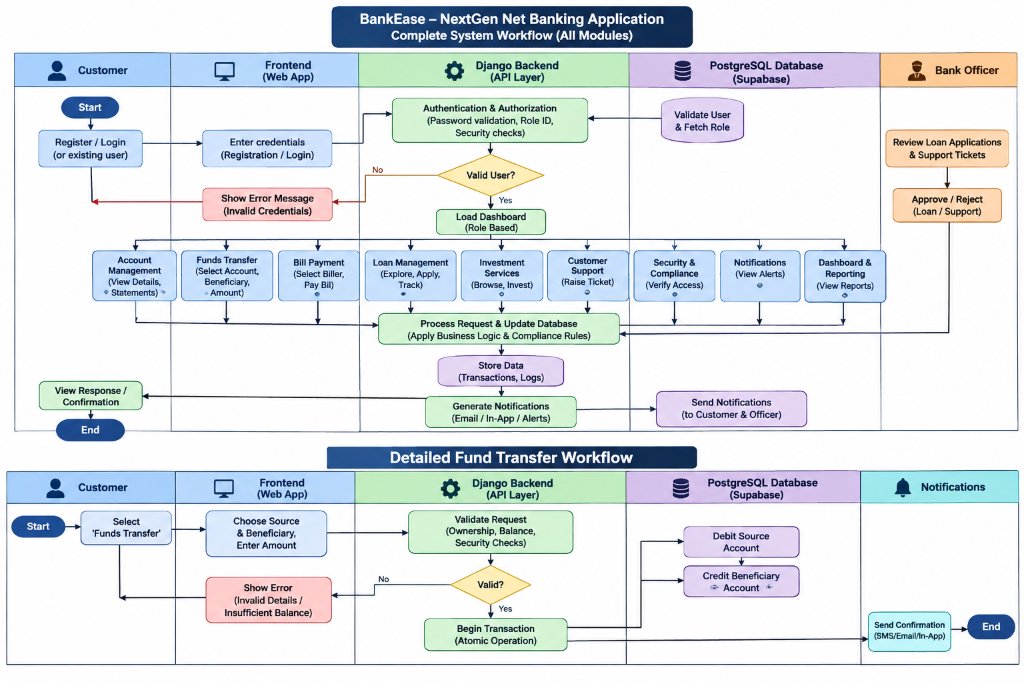 BankEase – NextGen Net Banking Application
Complete System Workflow (All Modules)
Customer
Frontend
(Web App)
Django Backend
(API Layer)
PostgreSQL Database
(Supabase)
Bank Officer
Start
Register / Login
(or existing user)
Enter credentials
(Registration / Login)
Authentication & Authorization
(Password validation, Role ID,
Security checks)
Validate User
& Fetch Role
Review Loan Applications
& Support Tickets
No
Valid User?
Yes
Show Error Message
(Invalid Credentials)
Approve / Reject
(Loan / Support)
Load Dashboard
(Role Based)
Account
Management
(View Details,
Statements)
Funds Transfer
(Select Account,
Beneficiary,
Amount)
Bill Payment
(Select Biller,
Pay Bil)
Loan Management
(Explore, Apply,
Track)
Investment
Services
(Browse, Invest)
Customer
Support
(Raise Ticket)
Security &
& Compliance
(Verify Access)
Notifications
(View Alerts)
Dashboard &
Reporting
(View Reports)
Process Request & Update Database
(Apply Business Logic & Compliance Rules)
Store Data
(Transactions, Logs)
View Response /
Confirmation
Generate Notifications
(Email / In-App / Alerts)
Send Notifications
(to Customer & Officer)
End
Detailed Fund Transfer Workflow
Customer
Frontend
(Web App)
Django Backend
(API Layer)
PostgreSQL Database
(Supabase)
Notifications
Start
Select
'Funds Transfer'
Choose Source
& Beneficiary,
Enter Amount
Validate Request
(Ownership, Balance,
Security Checks)
Debit Source
Account
Credit Beneficiary
Account
No
Valid?
Yes
Show Error
(Invalid Details /
Insufficient Balance)
Begin Transaction
(Atomic Operation)
Send Confirmation
(SMS/Email/In-App)
End